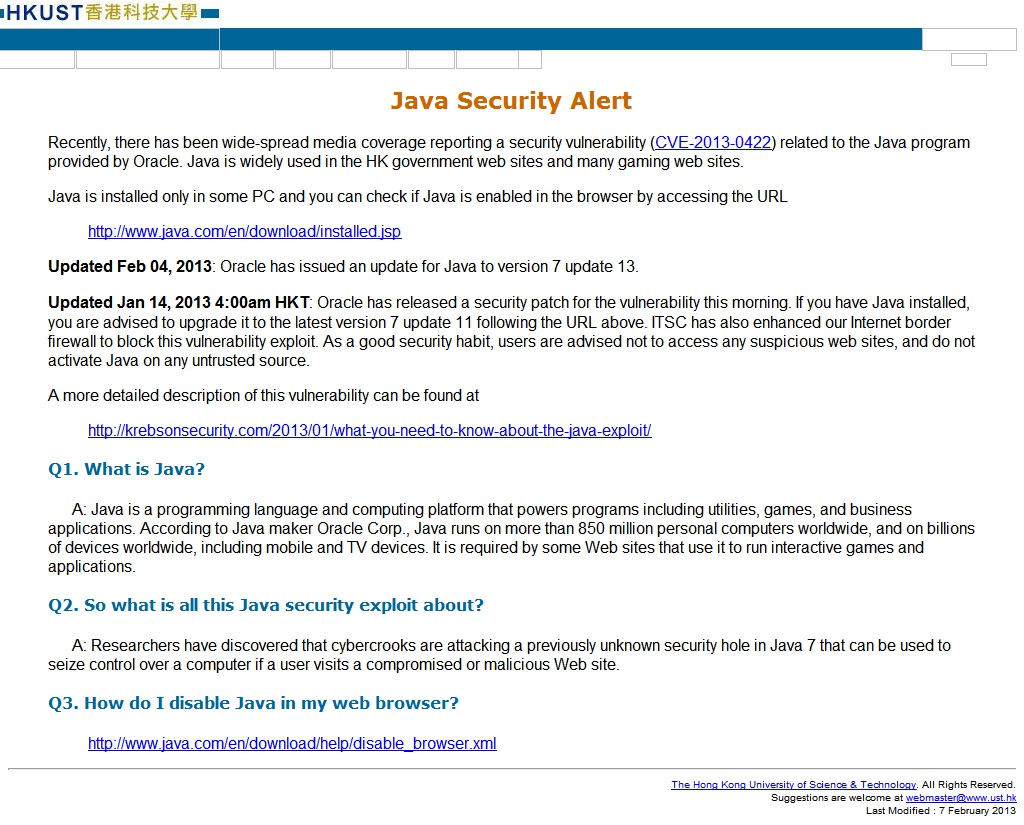 HKUST香港科技大學
Java Security Alert
Recently, there has been wide-spread media coverage reporting a security vulnerability (CVE-2013-0422) related to the Java program
provided by Oracle. Java is widely used in the HK government web sites and many gaming web sites.
Java is installed only in some PC and you can check if Java is enabled in the browser by accessing the URL
http://www.java.com/en/download/installed.jsp
Updated Feb 04, 2013: Oracle has issued an update for Java to version 7 update 13.
Updated Jan 14, 2013 4:00am HKT: Oracle has released a security patch for the vulnerability this morning. If you have Java installed,
you are advised to upgrade it to the latest version 7 update 11 following the URL above. ITSC has also enhanced our Internet border
firewall to block this vulnerability exploit. As a good security habit, users are advised not to access any suspicious web sites, and do not
activate Java on any untrusted source.
A more detailed description of this vulnerability can be found at
http://krebsonsecurity.com/2013/01/what-you-need-to-know-about-the-java-exploit/
Q1. What is Java?
A: Java is a programming language and computing platform that powers programs including utilities, games, and business
applications. According to Java maker Oracle Corp., Java runs on more than 850 million personal computers worldwide, and on billions
of devices worldwide, including mobile and TV devices. It is required by some Web sites that use it to run interactive games and
applications.
Q2. So what is all this Java security exploit about?
A: Researchers have discovered that cybercrooks are attacking a previously unknown security hole in Java 7 that can be used to
seize control over a computer if a user visits a compromised or malicious Web site.
Q3. How do I disable Java in my web browser?
http://www.java.com/en/download/help/disable_browser.xml
The Hong Kong University of Science & Technology. All Rights Reserved.
Suggestions are welcome at webmaster@www.ust.hk
Last Modified : 7 February 2013